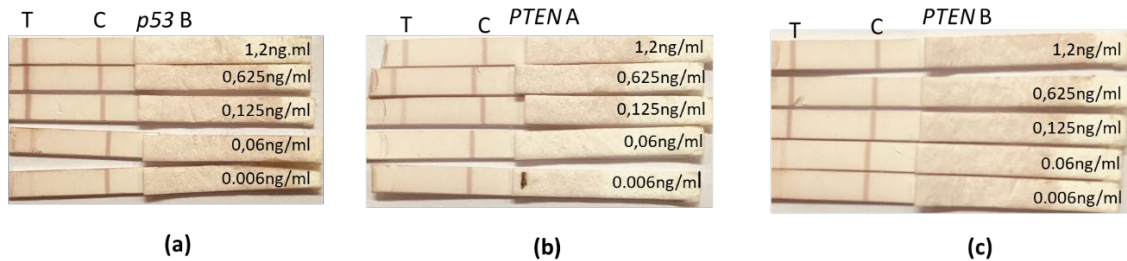 T C p53 B
1,2ng.ml
0,625ng/ml
0,125ng/ml
0,06ng/ml
0.006ng/ml
(a)
T C PTEN A
1,2ng/ml
0,625ng/ml
0,125ng/ml
0,06ng/ml
0.006ng/ml
(b)
T C PTEN B
1,2ng/ml
0,625ng/ml
0,125ng/ml
0.06ng/ml
0.006ng/ml
(c)